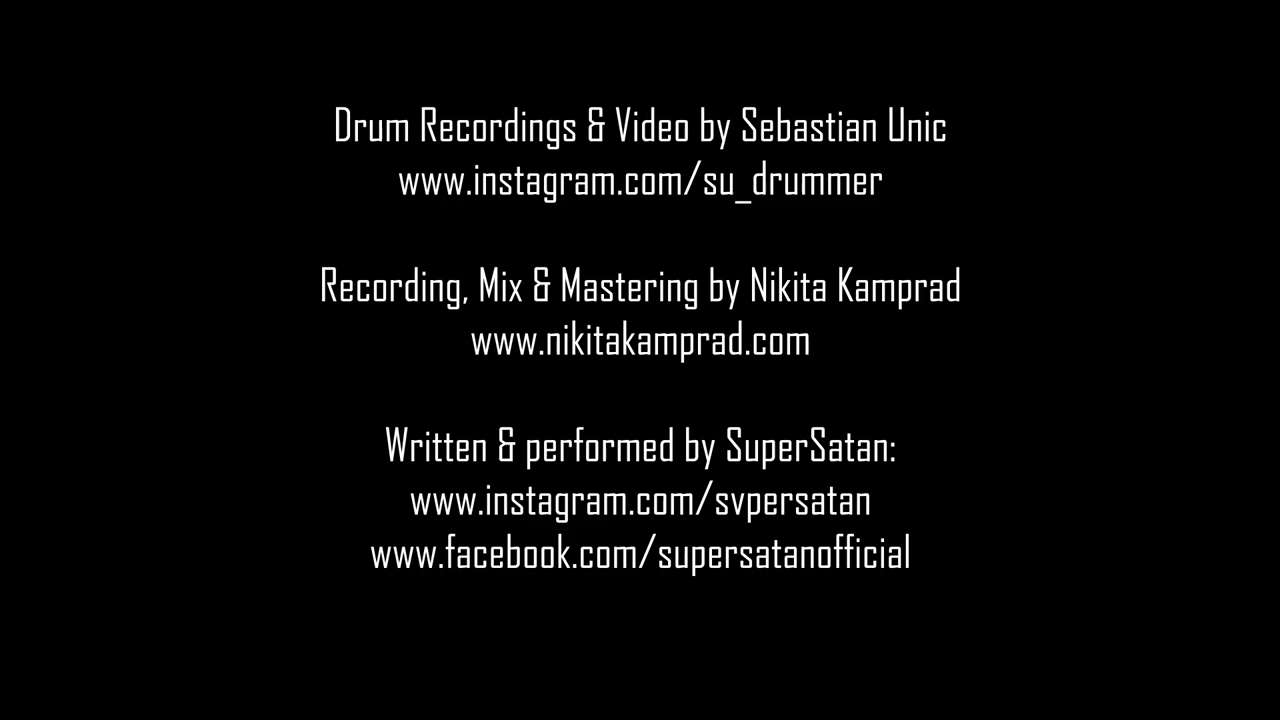 Drum Recordings & Video by Sebastian Unic
www.instagram.com/su_drummer
Recording, Mix & Mastering by Nikita Kamprad
www.nikitakamprad.com
Written & performed by SuperSatan:
www.instagram.com/svpersatan
www.facebook.com/supersatanofficial